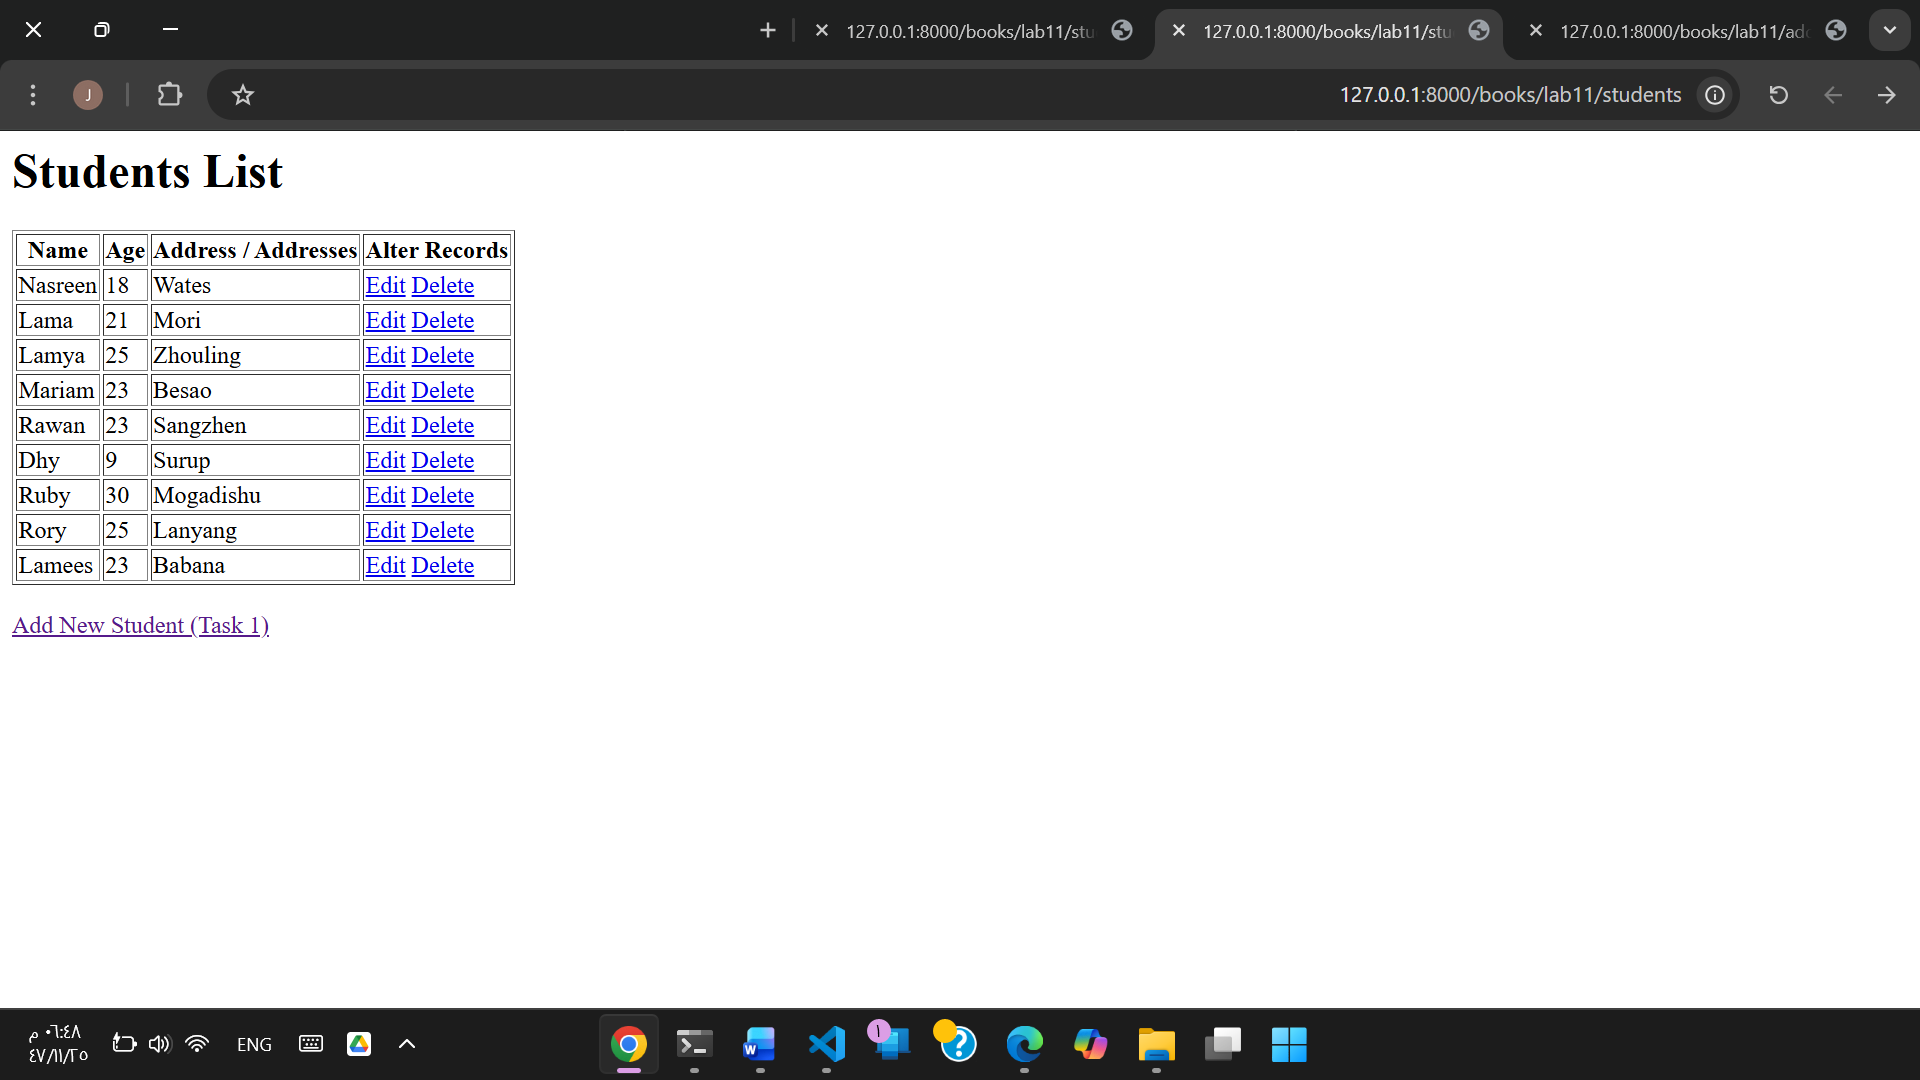 127.0.0.1:8000/books/lab11/stu
127.0.0.1:8000/books/lab11/stu
127.0.0.1:8000/books/lab11/add
J
127.0.0.1:8000/books/lab11/students
Students List
Name Age Address / Addresses Alter Records
Nasreen 18 Wates Edit Delete
Lama 21 Mori Edit Delete
Lamya 25 Zhouling Edit Delete
Mariam 23 Besao Edit Delete
Rawan 23 Sangzhen Edit Delete
Dhy 9 Surup Edit Delete
Ruby 30 Mogadishu Edit Delete
Rory 25 Lanyang Edit Delete
Lamees 23 Babana Edit Delete
Add New Student (Task 1)
٠٦:٤٨ م
٤٧/١١/٢٥
ENG
W
١